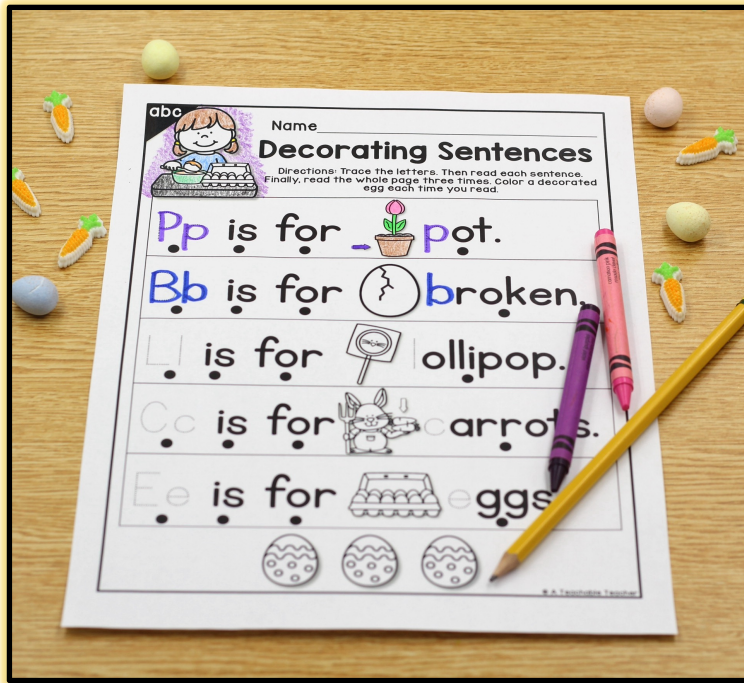 abc
Name
Decorating Sentences
Directions: Trace the letters. Then read each sentence.
Finally, read the whole page three times. Color a decorated
egg each time you read.
Pp is for pot.
Bb is for broken.
Ll is for lollipop.
Cc is for carrots.
Ee is for eggs
© A Teachable Teacher